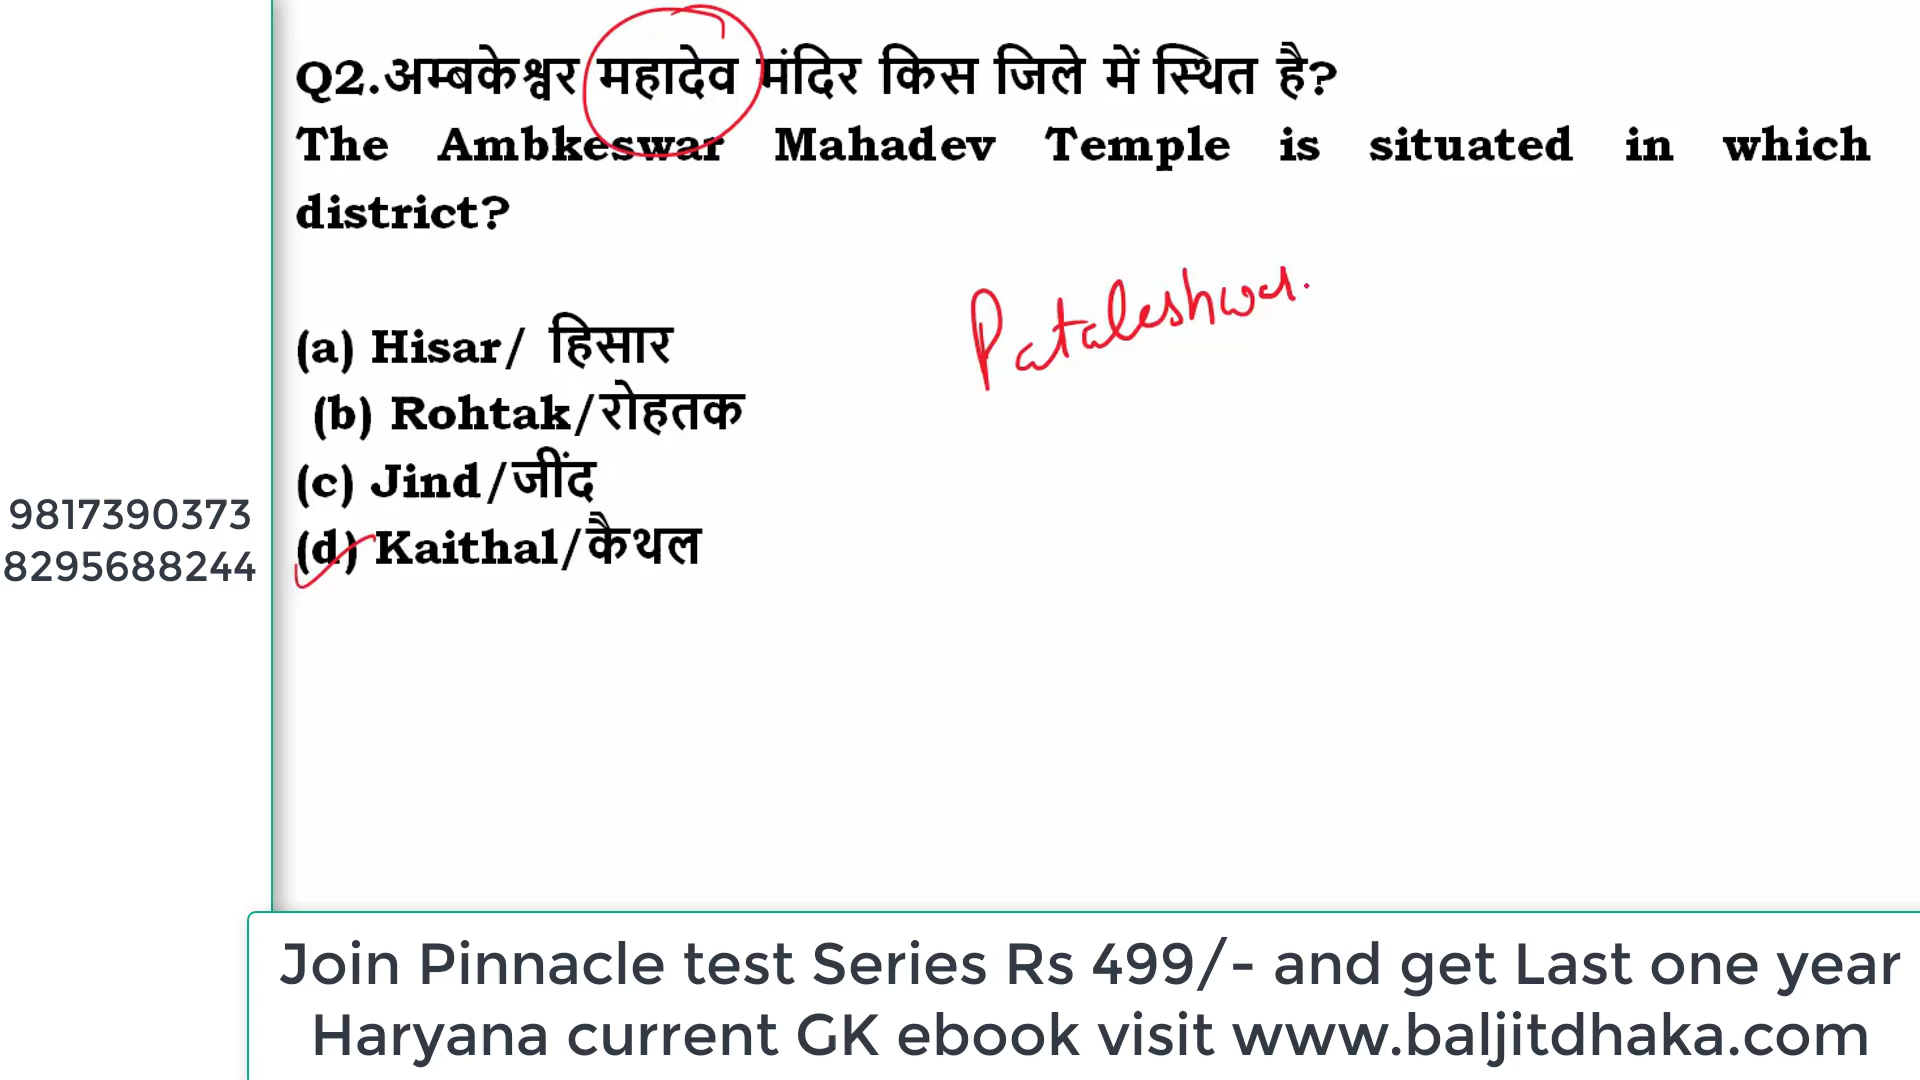 Q2.अम्बकेश्वर महादेव मंदिर किस जिले में स्थित है?
The Ambkeswar Mahadev Temple is situated in which
district?
Pataleshwar.
(a) Hisar/ हिसार
(b) Rohtak/रोहतक
(c) Jind/जींद
(d) Kaithal/कैथल
9817390373
8295688244
Join Pinnacle test Series Rs 499/- and get Last one year
Haryana current GK ebook visit www.baljitdhaka.com